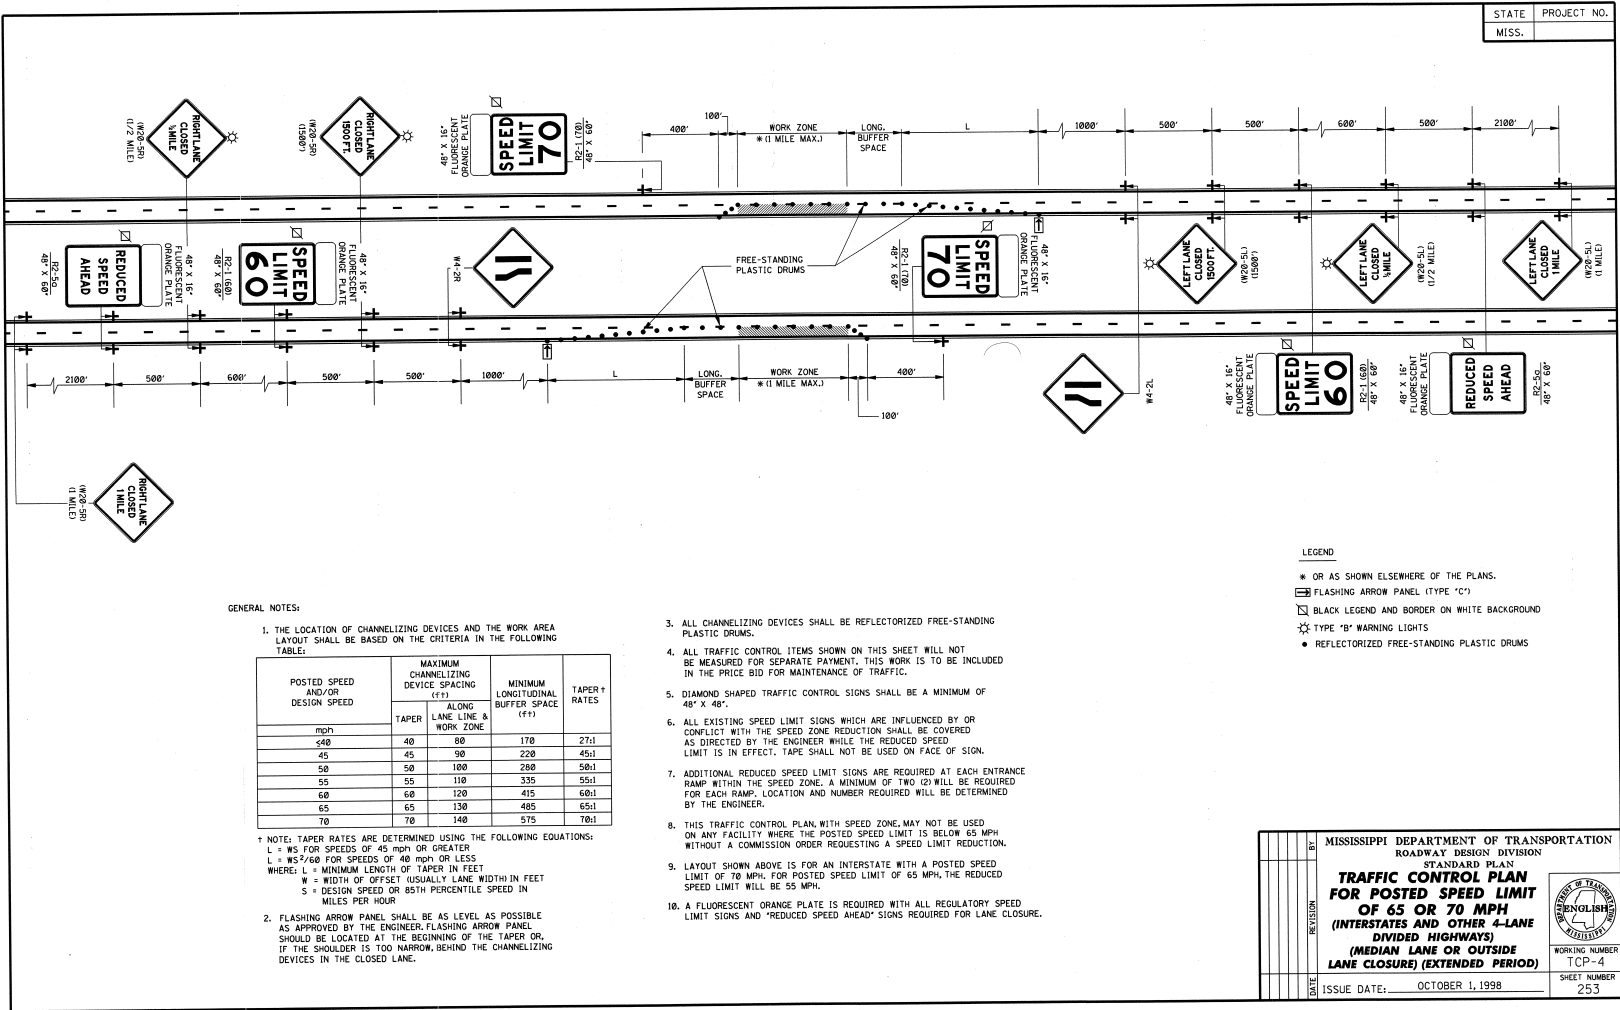 STATE PROJECT NO.
MISS.
RIGHT LANE
CLOSED
½ MILE
(W20-5R)
(1/2 MILE)
RIGHT LANE
CLOSED
1500 FT.
(W20-5R)
(1500')
48" X 16"
FLUORESCENT
ORANGE PLATE
SPEED
LIMIT
70
R2-1 (70)
48" X 60"
400'
100'
WORK ZONE
* (1 MILE MAX.)
LONG.
BUFFER
SPACE
L
1000'
500'
500'
600'
500'
2100'
R2-5a
48" X 60"
REDUCED
SPEED
AHEAD
48" X 16"
FLUORESCENT
ORANGE PLATE
R2-1 (60)
48" X 60"
SPEED
LIMIT
60
48" X 16"
FLUORESCENT
ORANGE PLATE
W4-2R
FREE-STANDING
PLASTIC DRUMS
R2-1 (70)
48" X 60"
SPEED
LIMIT
70
48" X 16"
FLUORESCENT
ORANGE PLATE
LEFT LANE
CLOSED
1500 FT.
(W20-5L)
(1500')
LEFT LANE
CLOSED
½ MILE
(W20-5L)
(1/2 MILE)
LEFT LANE
CLOSED
1 MILE
(W20-5L)
(1 MILE)
2100'
500'
600'
500'
500'
1000'
L
LONG.
BUFFER
SPACE
WORK ZONE
* (1 MILE MAX.)
400'
100'
W4-2L
48" X 16"
FLUORESCENT
ORANGE PLATE
SPEED
LIMIT
60
R2-1 (60)
48" X 60"
48" X 16"
FLUORESCENT
ORANGE PLATE
REDUCED
SPEED
AHEAD
R2-5a
48" X 60"
(W20-5R)
(1 MILE)
RIGHT LANE
CLOSED
1 MILE
LEGEND
* OR AS SHOWN ELSEWHERE OF THE PLANS.
FLASHING ARROW PANEL (TYPE "C")
BLACK LEGEND AND BORDER ON WHITE BACKGROUND
TYPE "B" WARNING LIGHTS
• REFLECTORIZED FREE-STANDING PLASTIC DRUMS
GENERAL NOTES:
1. THE LOCATION OF CHANNELIZING DEVICES AND THE WORK AREA
LAYOUT SHALL BE BASED ON THE CRITERIA IN THE FOLLOWING
TABLE:
POSTED SPEED
AND/OR
DESIGN SPEED
mph
MAXIMUM
CHANNELIZING
DEVICE SPACING
(ft)
TAPER
ALONG
LANE LINE &
WORK ZONE
MINIMUM
LONGITUDINAL
BUFFER SPACE
(ft)
TAPER †
RATES
≤40 40 80 170 27:1
45 45 90 220 45:1
50 50 100 280 50:1
55 55 110 335 55:1
60 60 120 415 60:1
65 65 130 485 65:1
70 70 140 575 70:1
† NOTE: TAPER RATES ARE DETERMINED USING THE FOLLOWING EQUATIONS:
L = WS FOR SPEEDS OF 45 mph OR GREATER
L = WS²/60 FOR SPEEDS OF 40 mph OR LESS
WHERE: L = MINIMUM LENGTH OF TAPER IN FEET
W = WIDTH OF OFFSET (USUALLY LANE WIDTH) IN FEET
S = DESIGN SPEED OR 85TH PERCENTILE SPEED IN
MILES PER HOUR
2. FLASHING ARROW PANEL SHALL BE AS LEVEL AS POSSIBLE
AS APPROVED BY THE ENGINEER. FLASHING ARROW PANEL
SHOULD BE LOCATED AT THE BEGINNING OF THE TAPER OR,
IF THE SHOULDER IS TOO NARROW, BEHIND THE CHANNELIZING
DEVICES IN THE CLOSED LANE.
3. ALL CHANNELIZING DEVICES SHALL BE REFLECTORIZED FREE-STANDING
PLASTIC DRUMS.
4. ALL TRAFFIC CONTROL ITEMS SHOWN ON THIS SHEET WILL NOT
BE MEASURED FOR SEPARATE PAYMENT. THIS WORK IS TO BE INCLUDED
IN THE PRICE BID FOR MAINTENANCE OF TRAFFIC.
5. DIAMOND SHAPED TRAFFIC CONTROL SIGNS SHALL BE A MINIMUM OF
48" X 48".
6. ALL EXISTING SPEED LIMIT SIGNS WHICH ARE INFLUENCED BY OR
CONFLICT WITH THE SPEED ZONE REDUCTION SHALL BE COVERED
AS DIRECTED BY THE ENGINEER WHILE THE REDUCED SPEED
LIMIT IS IN EFFECT. TAPE SHALL NOT BE USED ON FACE OF SIGN.
7. ADDITIONAL REDUCED SPEED LIMIT SIGNS ARE REQUIRED AT EACH ENTRANCE
RAMP WITHIN THE SPEED ZONE. A MINIMUM OF TWO (2) WILL BE REQUIRED
FOR EACH RAMP. LOCATION AND NUMBER REQUIRED WILL BE DETERMINED
BY THE ENGINEER.
8. THIS TRAFFIC CONTROL PLAN, WITH SPEED ZONE, MAY NOT BE USED
ON ANY FACILITY WHERE THE POSTED SPEED LIMIT IS BELOW 65 MPH
WITHOUT A COMMISSION ORDER REQUESTING A SPEED LIMIT REDUCTION.
9. LAYOUT SHOWN ABOVE IS FOR AN INTERSTATE WITH A POSTED SPEED
LIMIT OF 70 MPH. FOR POSTED SPEED LIMIT OF 65 MPH, THE REDUCED
SPEED LIMIT WILL BE 55 MPH.
10. A FLUORESCENT ORANGE PLATE IS REQUIRED WITH ALL REGULATORY SPEED
LIMIT SIGNS AND "REDUCED SPEED AHEAD" SIGNS REQUIRED FOR LANE CLOSURE.
BY
REVISION
DATE
MISSISSIPPI DEPARTMENT OF TRANSPORTATION
ROADWAY DESIGN DIVISION
STANDARD PLAN
TRAFFIC CONTROL PLAN
FOR POSTED SPEED LIMIT
OF 65 OR 70 MPH
(INTERSTATES AND OTHER 4-LANE
DIVIDED HIGHWAYS)
(MEDIAN LANE OR OUTSIDE
LANE CLOSURE) (EXTENDED PERIOD)
ISSUE DATE: OCTOBER 1, 1998
DEPARTMENT OF TRANSPORTATION
ENGLISH
MISSISSIPPI
WORKING NUMBER
TCP-4
SHEET NUMBER
253